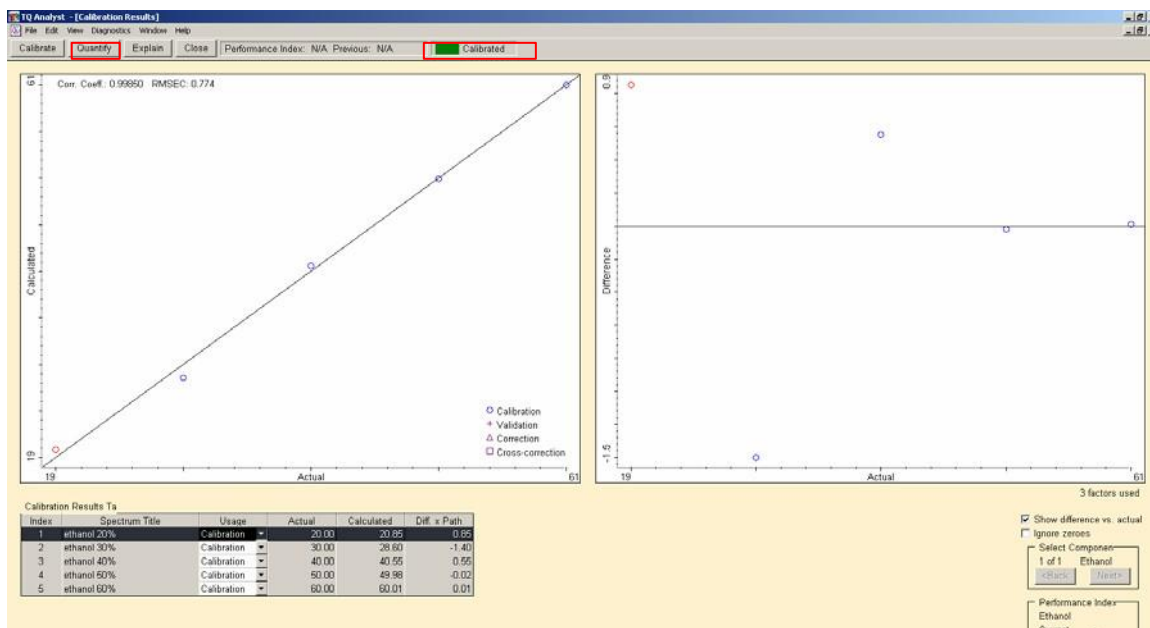 TQ Analyst - [Calibration Results]
File Edit View Diagnostics Window Help
Calibrate Quantify Explain Close Performance Index: N/A Previous: N/A Calibrated
61
Corr. Coeff.: 0.99850 RMSEC: 0.774
Calculated
Calibration
Validation
Correction
Cross-correction
19
19 Actual 61
0.9
Difference
-1.5
19 Actual 61
3 factors used
Calibration Results Ta
Index Spectrum Title Usage Actual Calculated Diff. x Path
1 ethanol 20% Calibration 20.00 20.85 0.85
2 ethanol 30% Calibration 30.00 28.60 -1.40
3 ethanol 40% Calibration 40.00 40.55 0.55
4 ethanol 50% Calibration 50.00 49.98 -0.02
5 ethanol 60% Calibration 60.00 60.01 0.01
Show difference vs. actual
Ignore zeroes
Select Componen
1 of 1 Ethanol
<Back Next>
Performance Index
Ethanol